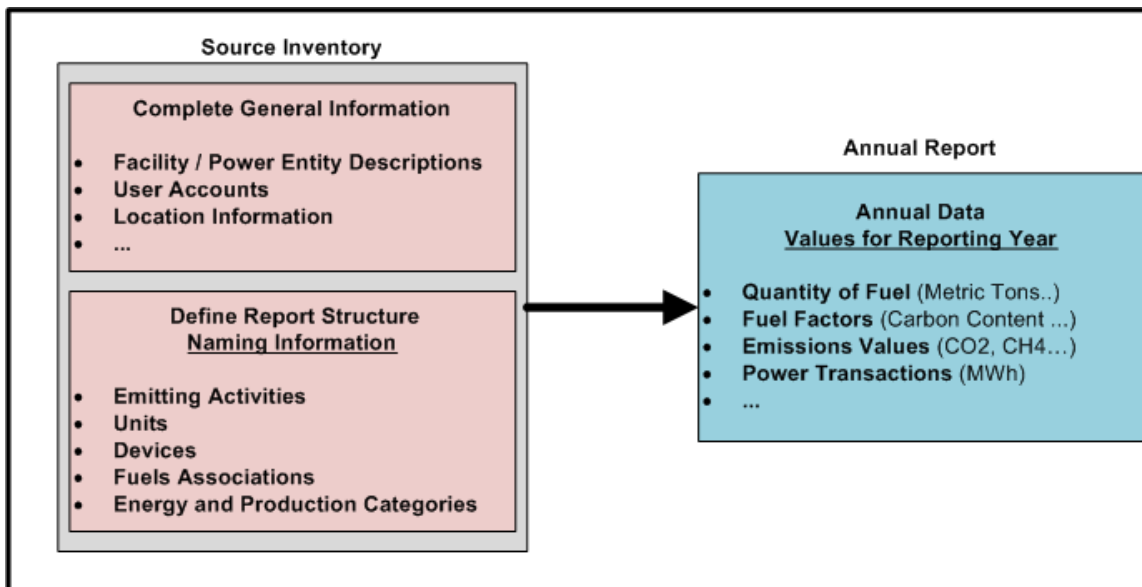 Source Inventory
Complete General Information
• Facility / Power Entity Descriptions
• User Accounts
• Location Information
• ...
Define Report Structure
Naming Information
• Emitting Activities
• Units
• Devices
• Fuels Associations
• Energy and Production Categories
Annual Report
Annual Data
Values for Reporting Year
• Quantity of Fuel (Metric Tons..)
• Fuel Factors (Carbon Content ...)
• Emissions Values (CO2, CH4…)
• Power Transactions (MWh)
• ...